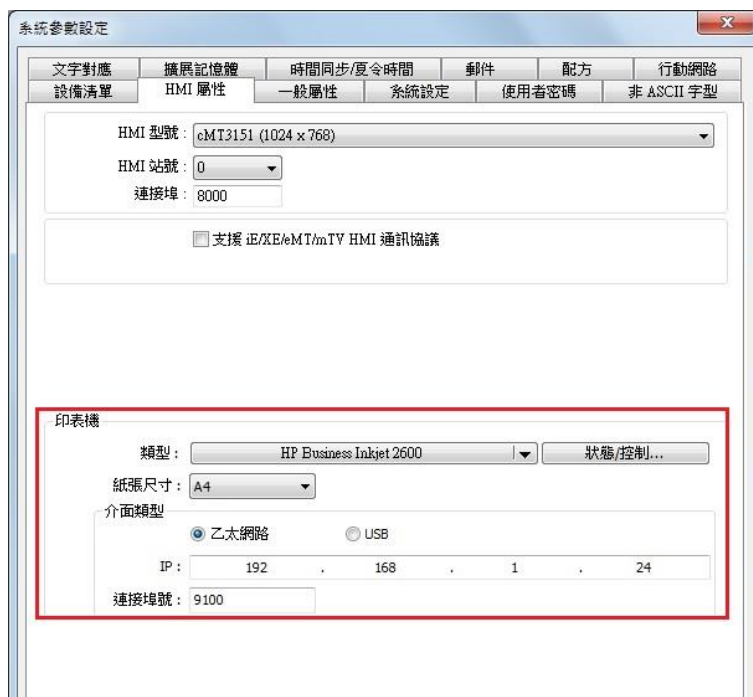 系統參數設定
文字對應 擴展記憶體 時間同步/夏令時間 郵件 配方 行動網路
設備清單 HMI 屬性 一般屬性 系統設定 使用者密碼 非 ASCII 字型
HMI 型號 : cMT3151 (1024 x 768)
HMI 站號 : 0
連接埠 : 8000
支援 iE/XE/eMT/mTV HMI 通訊協議
印表機
類型 : HP Business Inkjet 2600 狀態/控制...
紙張尺寸 : A4
介面類型
乙太網路 USB
IP : 192 . 168 . 1 . 24
連接埠號 : 9100